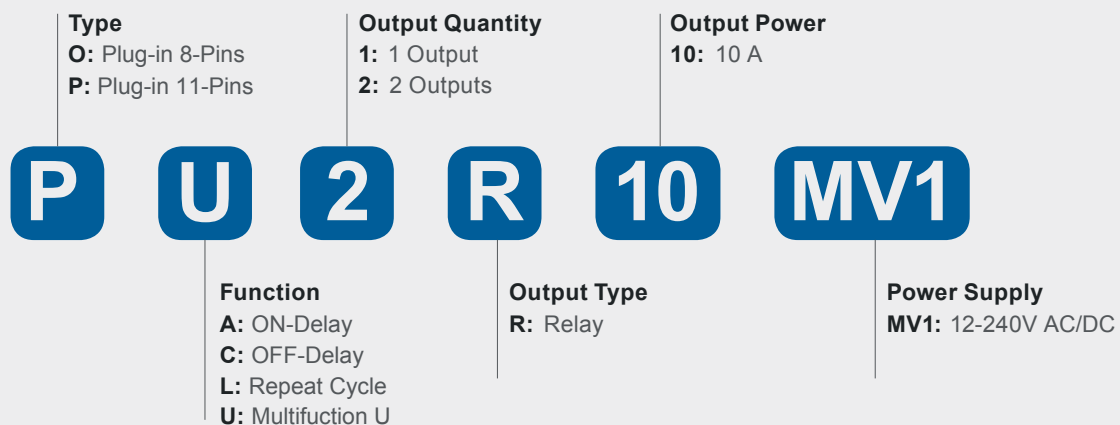 Type
O: Plug-in 8-Pins
P: Plug-in 11-Pins
Output Quantity
1: 1 Output
2: 2 Outputs
Output Power
10: 10 A
P U 2 R 10 MV1
Function
A: ON-Delay
C: OFF-Delay
L: Repeat Cycle
U: Multifuction U
Output Type
R: Relay
Power Supply
MV1: 12-240V AC/DC